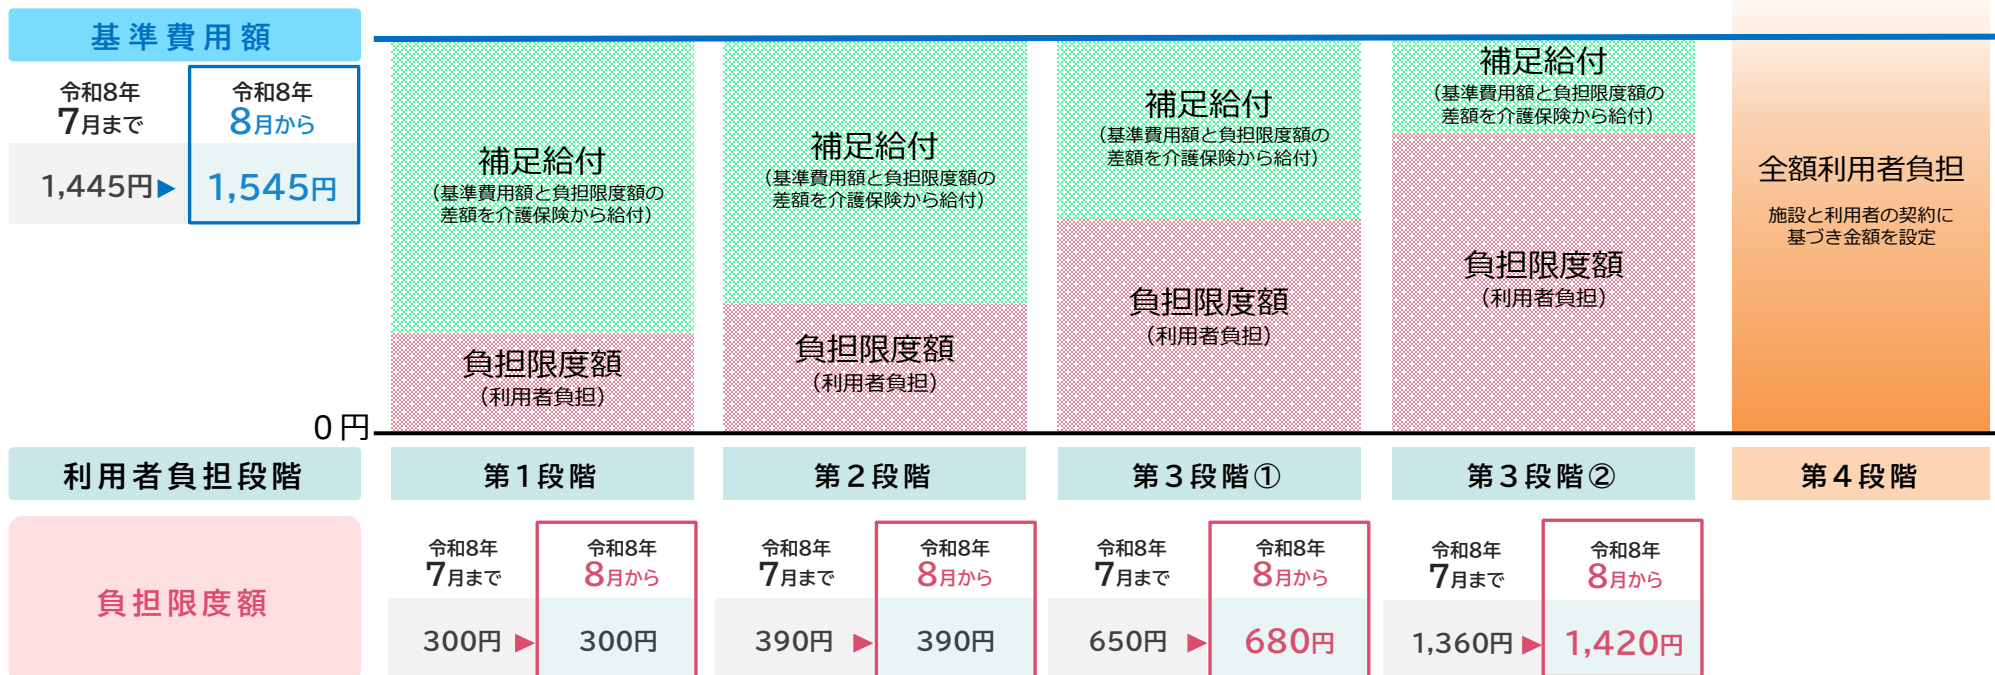 基準費用額
令和8年
7月まで
令和8年
8月から
1,445円▶
1,545円
補足給付
（基準費用額と負担限度額の
差額を介護保険から給付）
負担限度額
（利用者負担）
補足給付
（基準費用額と負担限度額の
差額を介護保険から給付）
負担限度額
（利用者負担）
補足給付
（基準費用額と負担限度額の
差額を介護保険から給付）
負担限度額
（利用者負担）
補足給付
（基準費用額と負担限度額の
差額を介護保険から給付）
負担限度額
（利用者負担）
全額利用者負担
施設と利用者の契約に
基づき金額を設定
0円
利用者負担段階
第1段階
第2段階
第3段階①
第3段階②
第4段階
負担限度額
令和8年
7月まで
令和8年
8月から
300円▶
300円
令和8年
7月まで
令和8年
8月から
390円▶
390円
令和8年
7月まで
令和8年
8月から
650円▶
680円
令和8年
7月まで
令和8年
8月から
1,360円▶
1,420円